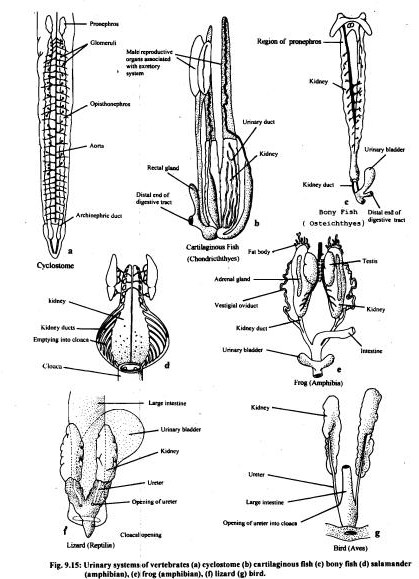 Pronephros
Glomeruli
Opisthonephros
Aorta
Archinephric duct
a
Cyclostome
Male reproductive
organs associated
with excretory
system
Urinary duct
Kidney
Rectal gland
Distal end of
digestive tract
b
Cartilaginous Fish
(Chondricththyes)
Region of pronephros
Kidney
Urinary bladder
Kidney duct
c
Distal end of
digestive tract
Bony Fish
( Osteichthyes)
kidney
Kidney ducts
Emptying into cloaca
Cloaca
d
Fat body
Testis
Adrenal gland
Vestigial oviduct
Kidney
Kidney duct
Intestine
Urinary bladder
e
Frog (Amphibia)
Large intestine
Urinary bladder
Kidney
Ureter
Opening of ureter
f
Cloacal opening
Lizard (Reptilia)
Kidney
Ureter
Large intestine
Opening of ureter into cloaca
g
Bird (Aves)
Fig. 9.15: Urinary systems of vertebrates (a) cyclostome (b) cartilaginous fish (c) bony fish (d) salamander
(amphibian), (e) frog (amphibian), (f) lizard (g) bird.